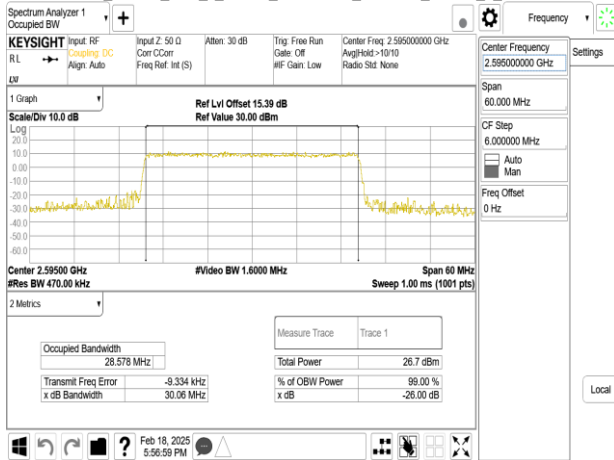 Spectrum Analyzer 1
Occupied BW
+
Frequency
KEYSIGHT
RL
LXI
Input: RF
Coupling: DC
Align: Auto
Input Z: 50 Ω
Corr CCorr
Freq Ref: Int (S)
Atten: 30 dB
Trig: Free Run
Gate: Off
#IF Gain: Low
Center Freq: 2.595000000 GHz
Avg|Hold:>10/10
Radio Std: None
Center Frequency
2.595000000 GHz
Settings
Span
60.000 MHz
CF Step
6.000000 MHz
Auto
Man
Freq Offset
0 Hz
Local
1 Graph
Scale/Div 10.0 dB
Ref Lvl Offset 15.39 dB
Ref Value 30.00 dBm
Log
20.0
10.0
0.00
-10.0
-20.0
-30.0
-40.0
-50.0
-60.0
Center 2.59500 GHz
#Res BW 470.00 kHz
#Video BW 1.6000 MHz
Span 60 MHz
Sweep 1.00 ms (1001 pts)
2 Metrics
Measure Trace Trace 1
Occupied Bandwidth
28.578 MHz
Total Power 26.7 dBm
Transmit Freq Error -9.334 kHz
% of OBW Power 99.00 %
x dB Bandwidth 30.06 MHz
x dB -26.00 dB
?
Feb 18, 2025
5:56:59 PM